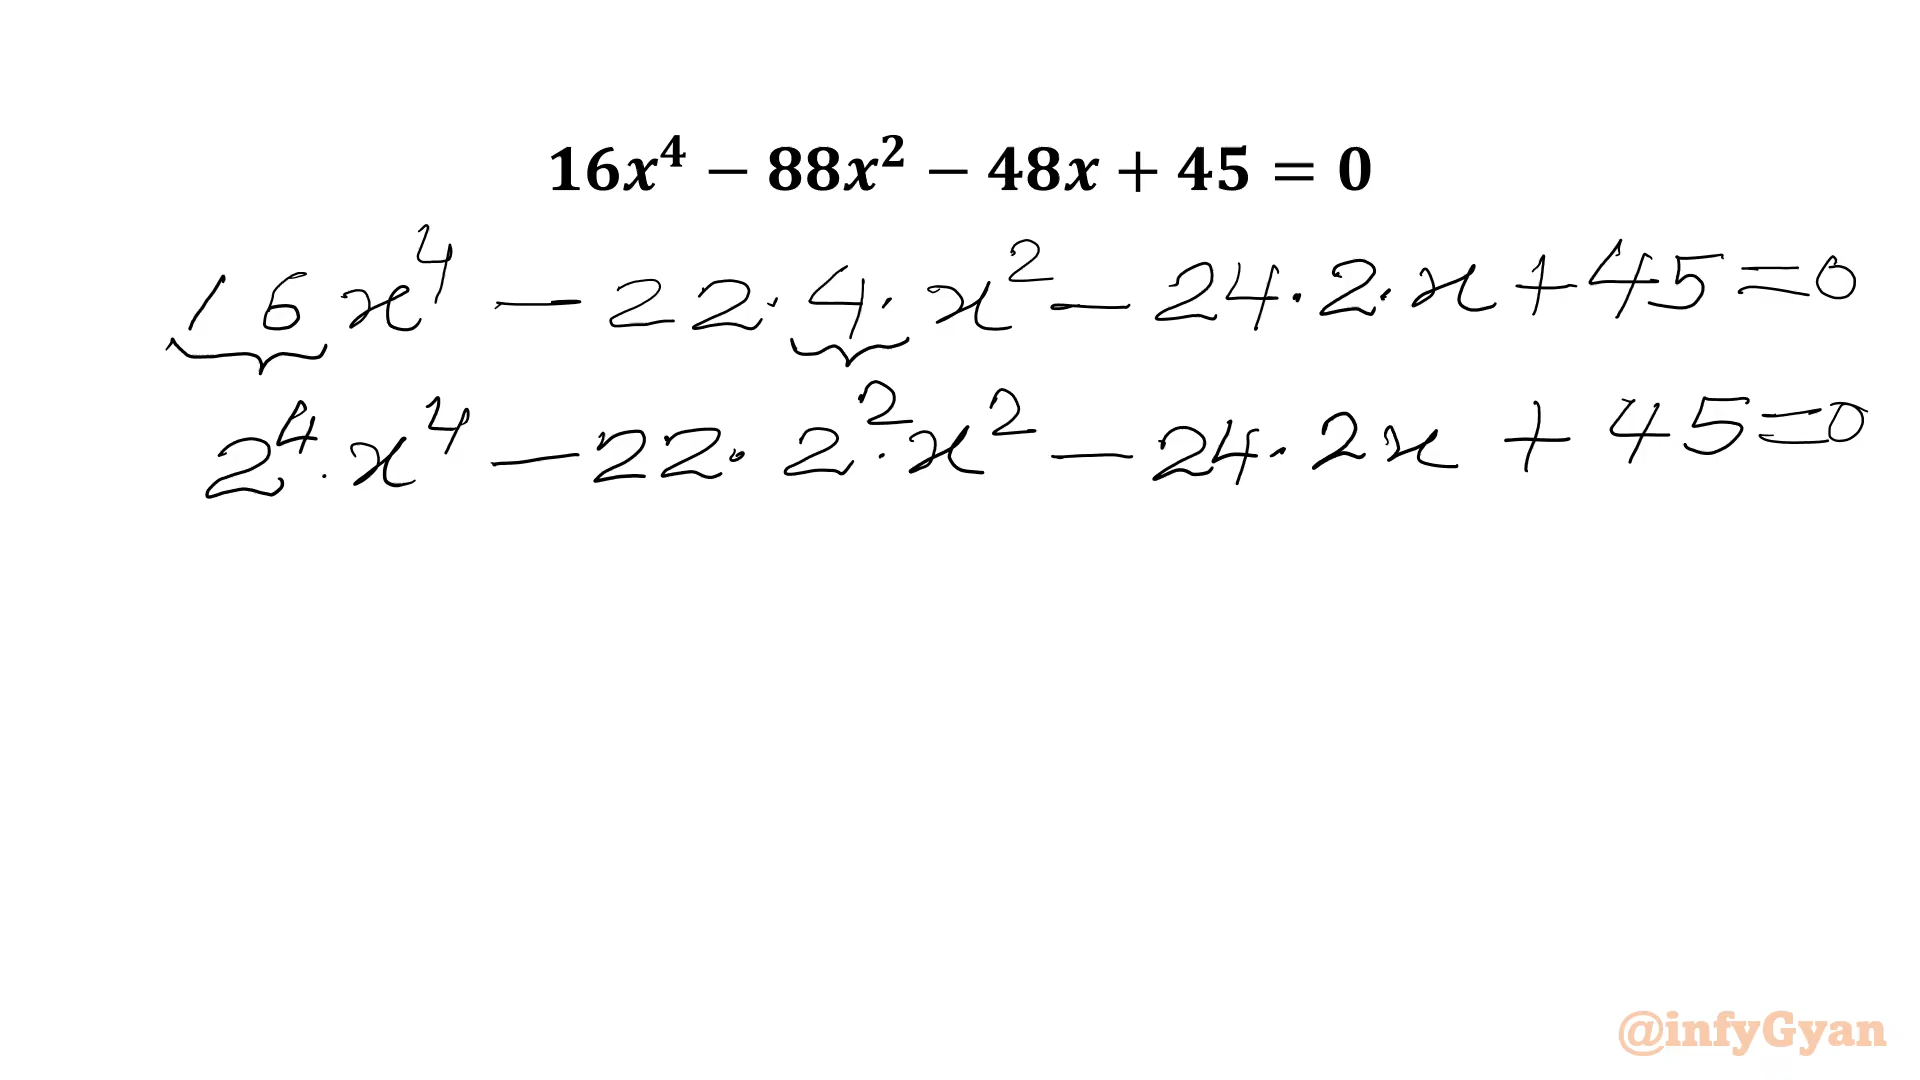 16x⁴ − 88x² − 48x + 45 = 0
16x⁴ − 22·4·x² − 24·2·x + 45 = 0
2⁴·x⁴ − 22·2²·x² − 24·2x + 45 = 0
@infyGyan